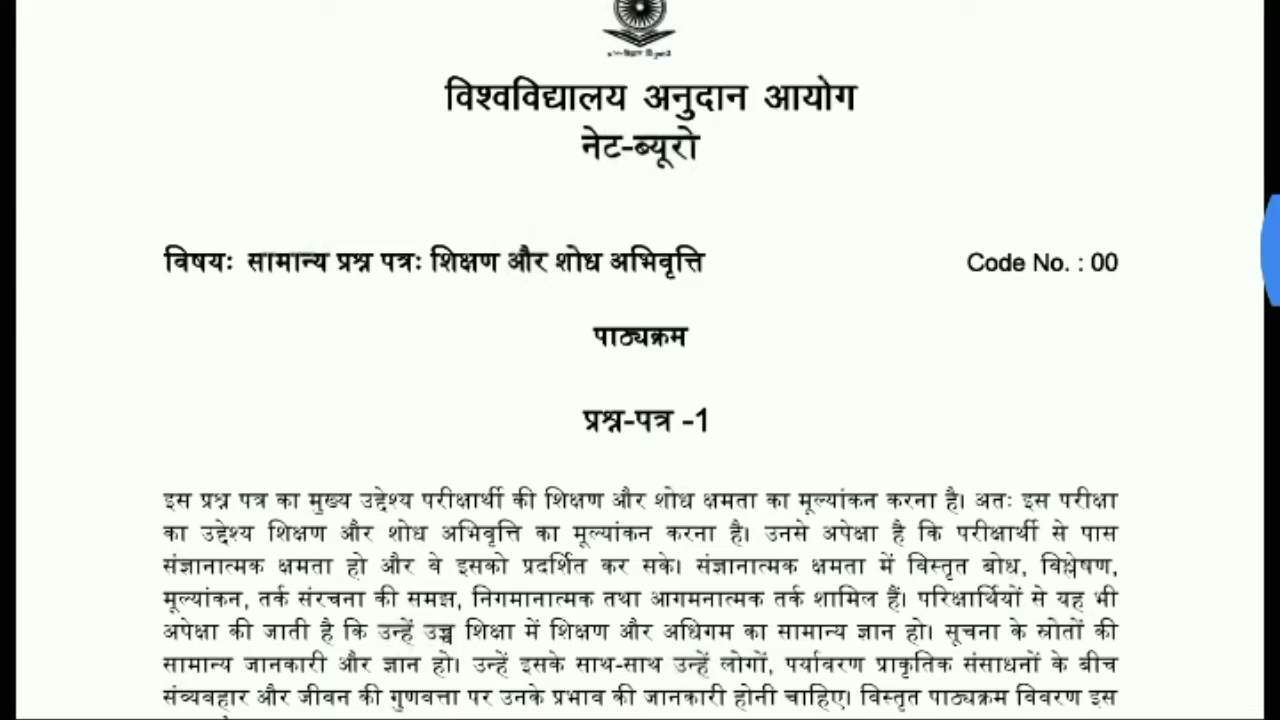 विश्वविद्यालय अनुदान आयोग
नेट-ब्यूरो
विषयः सामान्य प्रश्न पत्रः शिक्षण और शोध अभिवृत्ति Code No. : 00
पाठ्यक्रम
प्रश्न-पत्र -1
इस प्रश्न पत्र का मुख्य उद्देश्य परीक्षार्थी की शिक्षण और शोध क्षमता का मूल्यांकन करना है। अतः इस परीक्षा
का उद्देश्य शिक्षण और शोध अभिवृत्ति का मूल्यांकन करना है। उनसे अपेक्षा है कि परीक्षार्थी से पास
संज्ञानात्मक क्षमता हो और वे इसको प्रदर्शित कर सके। संज्ञानात्मक क्षमता में विस्तृत बोध, विश्लेषण,
मूल्यांकन, तर्क संरचना की समझ, निगमानात्मक तथा आगमनात्मक तर्क शामिल हैं। परिक्षार्थियों से यह भी
अपेक्षा की जाती है कि उन्हें उच्च शिक्षा में शिक्षण और अधिगम का सामान्य ज्ञान हो। सूचना के स्रोतों की
सामान्य जानकारी और ज्ञान हो। उन्हें इसके साथ-साथ उन्हें लोगों, पर्यावरण प्राकृतिक संसाधनों के बीच
संव्यवहार और जीवन की गुणवत्ता पर उनके प्रभाव की जानकारी होनी चाहिए। विस्तृत पाठ्यक्रम विवरण इस